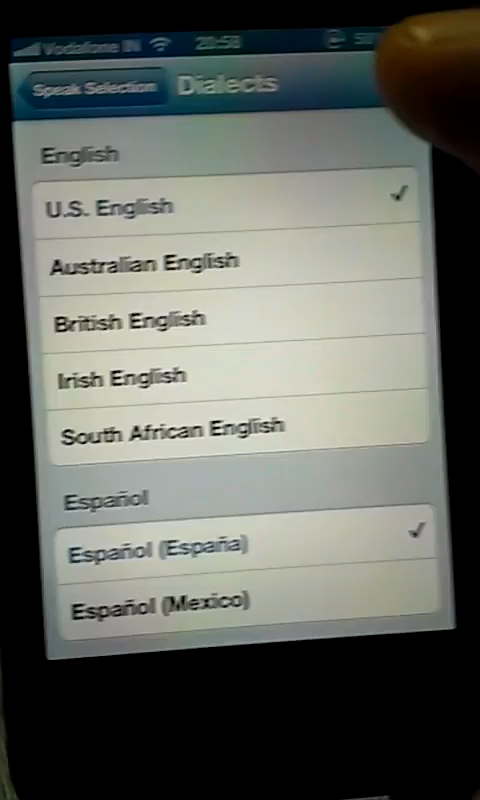 Vodafone IN 20:58
Speak Selection Dialects
English
U.S. English
Australian English
British English
Irish English
South African English
Español
Español (España)
Español (Mexico)